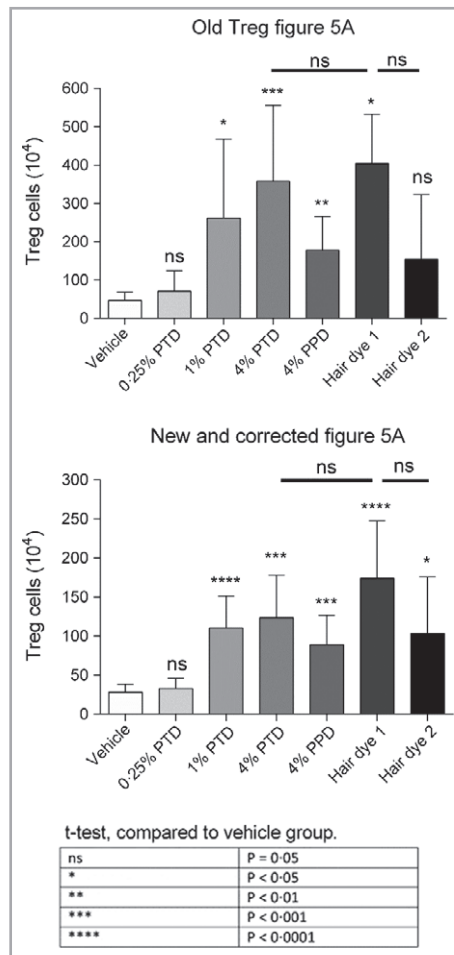 Old Treg figure 5A
ns ns
*** *
* ** ns
ns
Treg cells (10⁴)
600
500
400
300
200
100
0
Vehicle 0·25% PTD 1% PTD 4% PTD 4% PPD Hair dye 1 Hair dye 2
New and corrected figure 5A
ns ns
****
**** *** *** *
ns
Treg cells (10⁴)
300
250
200
150
100
50
0
Vehicle 0·25% PTD 1% PTD 4% PTD 4% PPD Hair dye 1 Hair dye 2
t-test, compared to vehicle group.
ns P = 0·05
* P < 0·05
** P < 0·01
*** P < 0·001
**** P < 0·0001